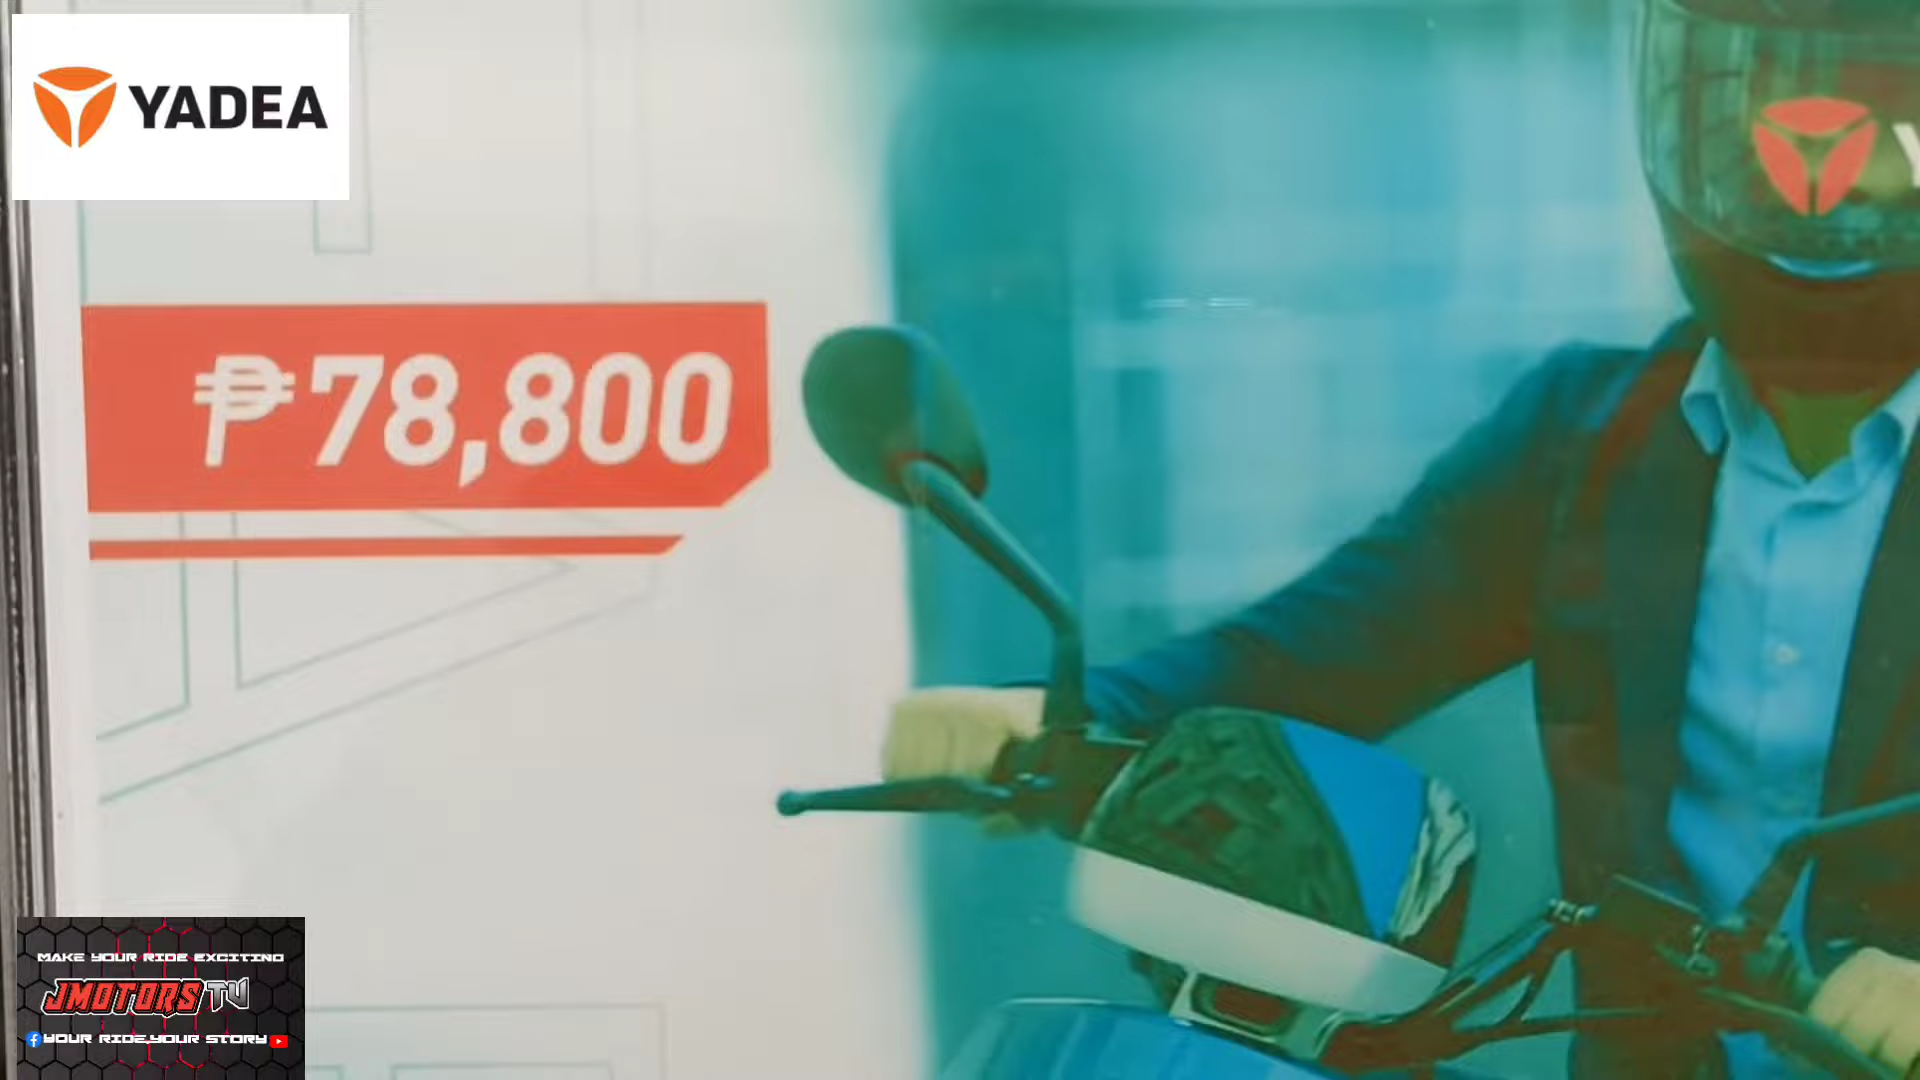 YADEA
Y
₱78,800
MAKE YOUR RIDE EXCITING
JMOTORS TV
YOUR RIDE,YOUR STORY